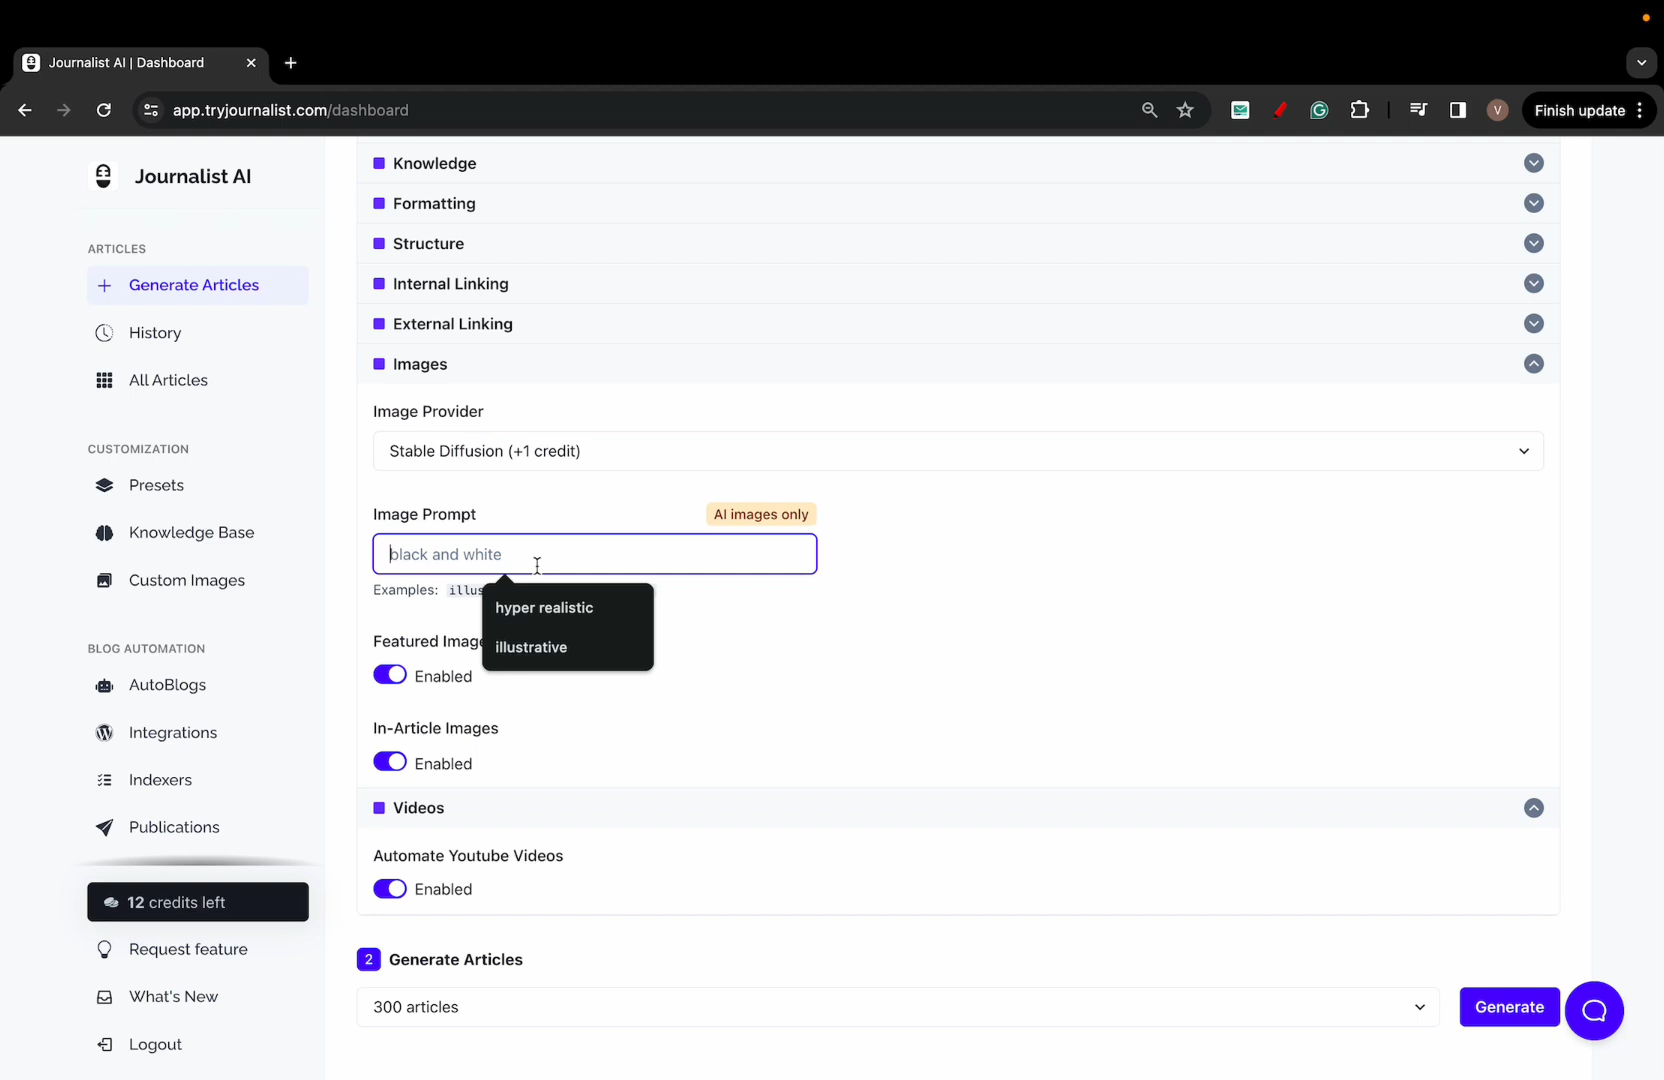 Journalist AI | Dashboard
app.tryjournalist.com/dashboard
V
Finish update
Journalist AI
ARTICLES
Generate Articles
History
All Articles
CUSTOMIZATION
Presets
Knowledge Base
Custom Images
BLOG AUTOMATION
AutoBlogs
Integrations
Indexers
Publications
12 credits left
Request feature
What's New
Logout
Knowledge
Formatting
Structure
Internal Linking
External Linking
Images
Image Provider
Stable Diffusion (+1 credit)
Image Prompt AI images only
black and white
Examples:
hyper realistic
illustrative
Featured Image
Enabled
In-Article Images
Enabled
Videos
Automate Youtube Videos
Enabled
2 Generate Articles
300 articles
Generate